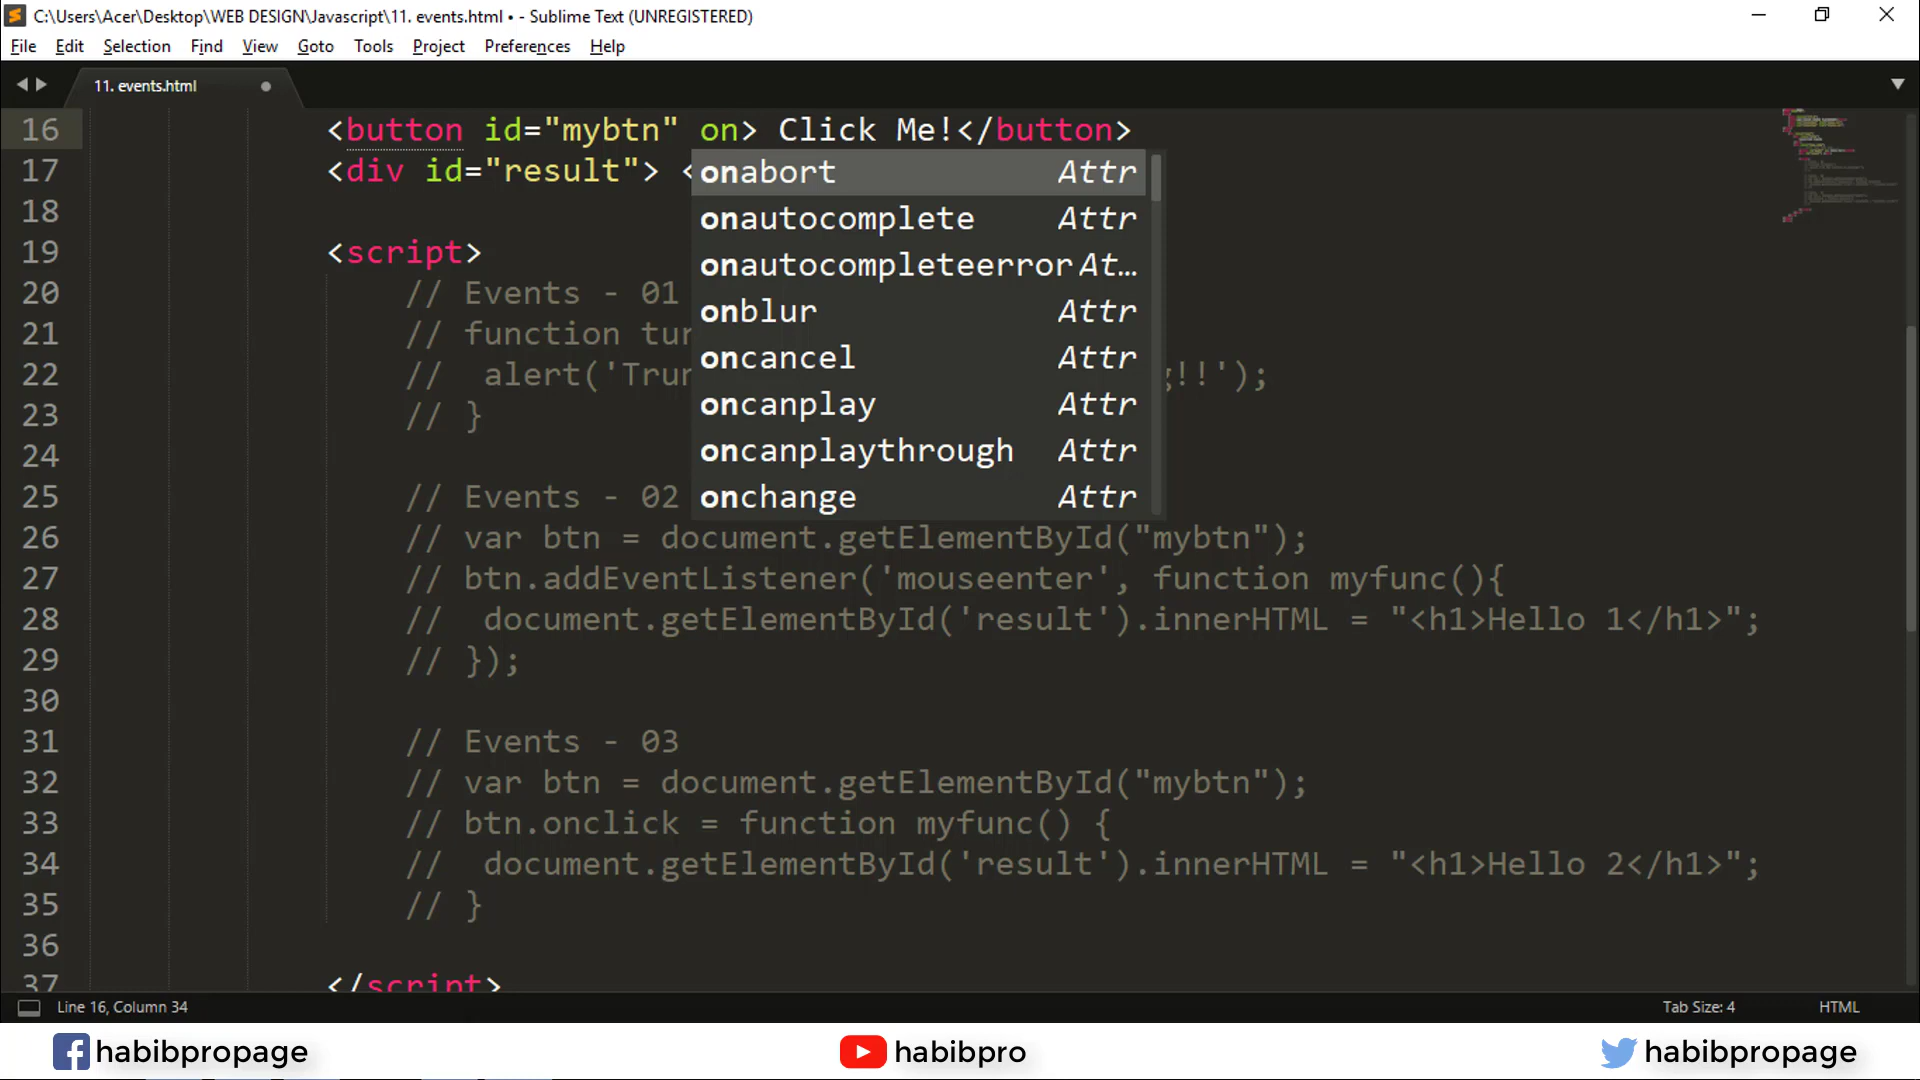 C:\Users\Acer\Desktop\WEB DESIGN\Javascript\11. events.html • - Sublime Text (UNREGISTERED)
File Edit Selection Find View Goto Tools Project Preferences Help
11. events.html
16 <button id="mybtn" on> Click Me!</button>
17 <div id="result"> <
onabort Attr
onautocomplete Attr
onautocompleteerror At…
onblur Attr
oncancel Attr
oncanplay Attr
oncanplaythrough Attr
onchange Attr
18
19 <script>
20 // Events - 01
21 // function tur
22 // alert('Trun g!!');
23 // }
24
25 // Events - 02
26 // var btn = document.getElementById("mybtn");
27 // btn.addEventListener('mouseenter', function myfunc(){
28 // document.getElementById('result').innerHTML = "<h1>Hello 1</h1>";
29 // });
30
31 // Events - 03
32 // var btn = document.getElementById("mybtn");
33 // btn.onclick = function myfunc() {
34 // document.getElementById('result').innerHTML = "<h1>Hello 2</h1>";
35 // }
36
37 </script>
Line 16, Column 34 Tab Size: 4 HTML
habibpropage habibpro habibpropage